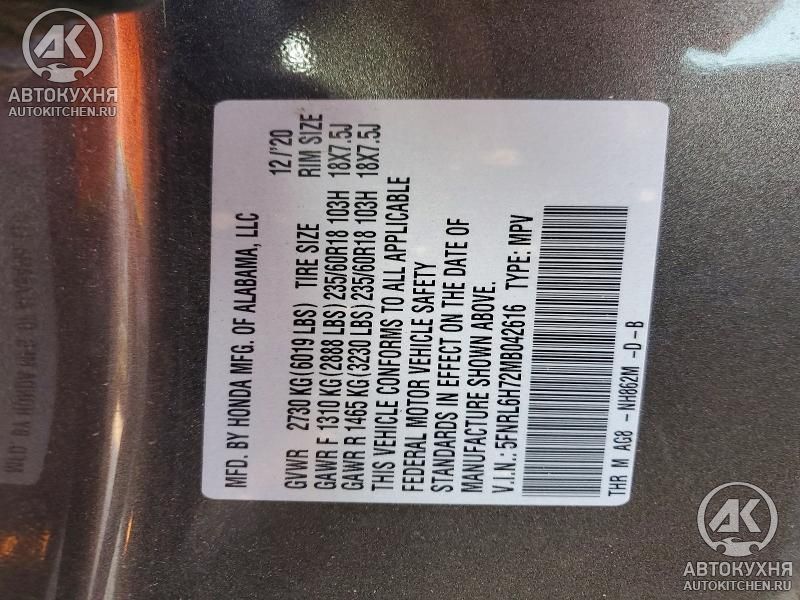 AK
АВТОКУХНЯ
AUTOKITCHEN.RU
MFD. BY HONDA MFG. OF ALABAMA, LLC 12/'20
GVWR 2730 KG(6019 LBS) TIRE SIZE RIM SIZE
GAWR F 1310 KG(2888 LBS)235/60R18 103H 18X7.5J
GAWR R 1465 KG(3230 LBS)235/60R18 103H 18X7.5J
THIS VEHICLE CONFORMS TO ALL APPLICABLE
FEDERAL MOTOR VEHICLE SAFETY
STANDARDS IN EFFECT ON THE DATE OF
MANUFACTURE SHOWN ABOVE.
V.I.N.: 5FNRL6H72MB042616 TYPE: MPV
THR M AG8 -NH862M -D-B
AK
АВТОКУХНЯ
AUTOKITCHEN.RU